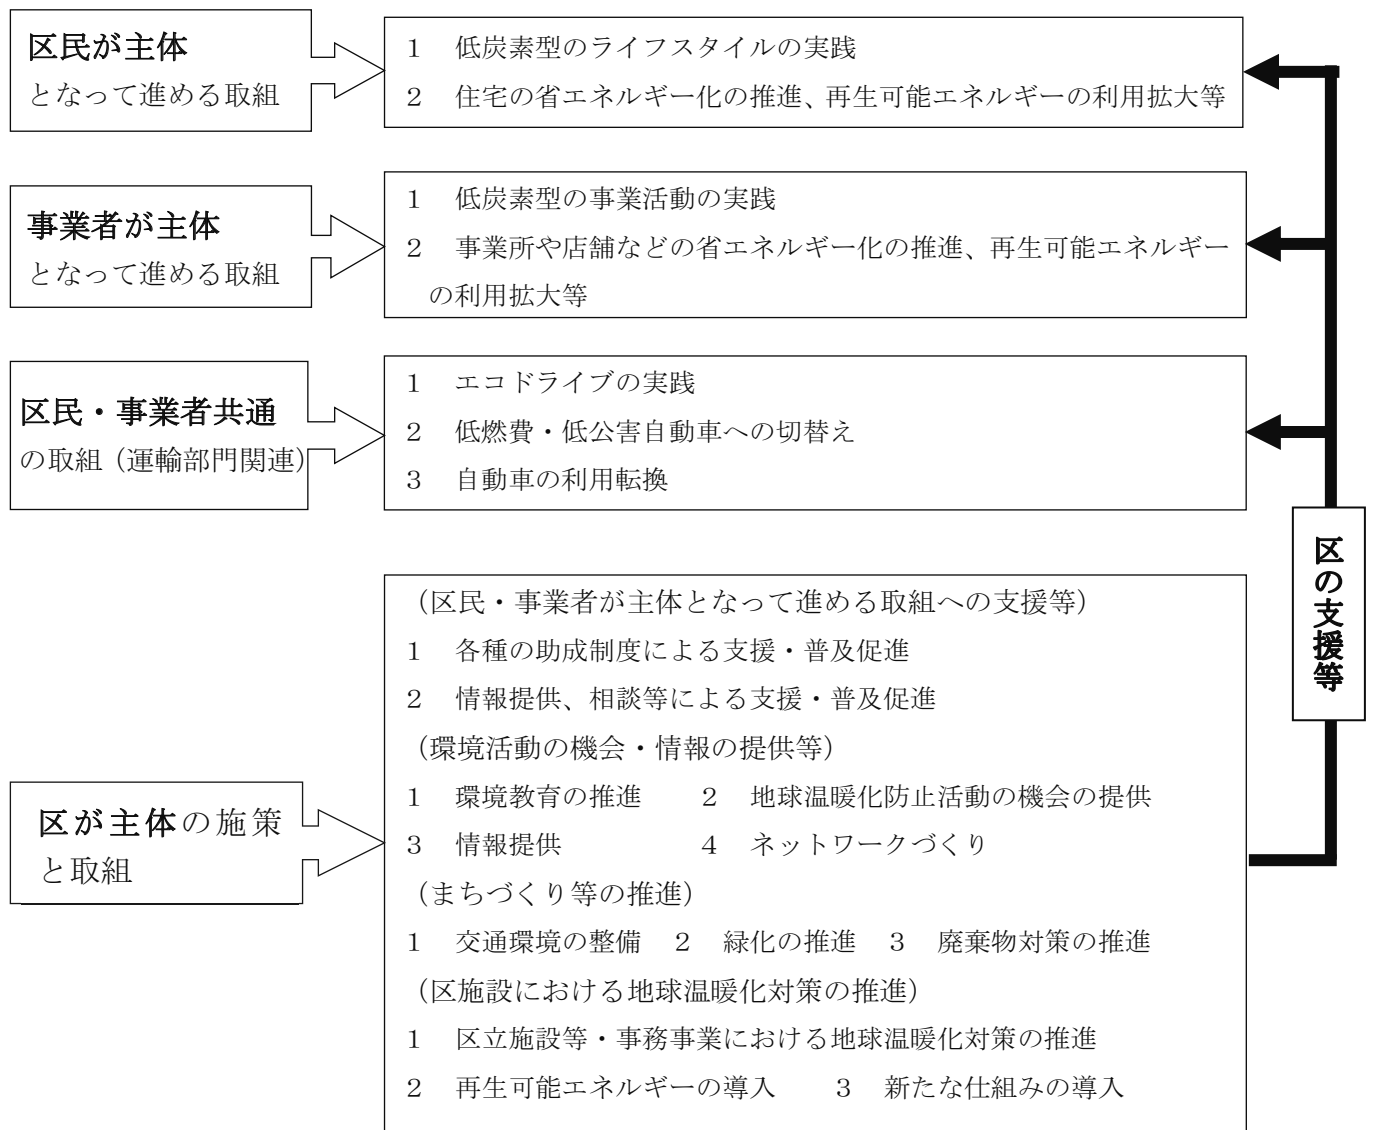 区民が主体
となって進める取組
1 低炭素型のライフスタイルの実践
2 住宅の省エネルギー化の推進、再生可能エネルギーの利用拡大等
事業者が主体
となって進める取組
1 低炭素型の事業活動の実践
2 事業所や店舗などの省エネルギー化の推進、再生可能エネルギー
の利用拡大等
区民・事業者共通
の取組（運輸部門関連）
1 エコドライブの実践
2 低燃費・低公害自動車への切替え
3 自動車の利用転換
区の支援等
区が主体の施策
と取組
（区民・事業者が主体となって進める取組への支援等）
1 各種の助成制度による支援・普及促進
2 情報提供、相談等による支援・普及促進
（環境活動の機会・情報の提供等）
1 環境教育の推進 2 地球温暖化防止活動の機会の提供
3 情報提供 4 ネットワークづくり
（まちづくり等の推進）
1 交通環境の整備 2 緑化の推進 3 廃棄物対策の推進
（区施設における地球温暖化対策の推進）
1 区立施設等・事務事業における地球温暖化対策の推進
2 再生可能エネルギーの導入 3 新たな仕組みの導入